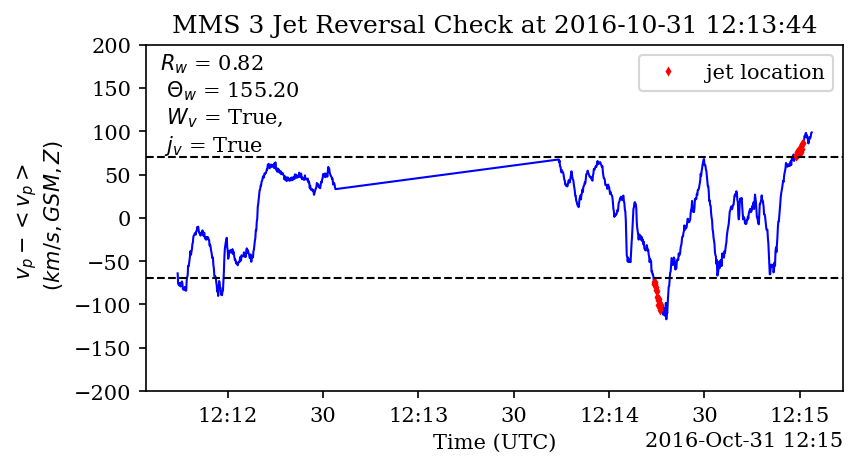 MMS 3 Jet Reversal Check at 2016-10-31 12:13:44
R_w = 0.82
Θ_w = 155.20
W_v = True,
j_v = True
jet location
v_p − < v_p >
(km/s, GSM, Z)
200
150
100
50
0
−50
−100
−150
−200
12:12 30 12:13 30 12:14 30 12:15
Time (UTC)
2016-Oct-31 12:15